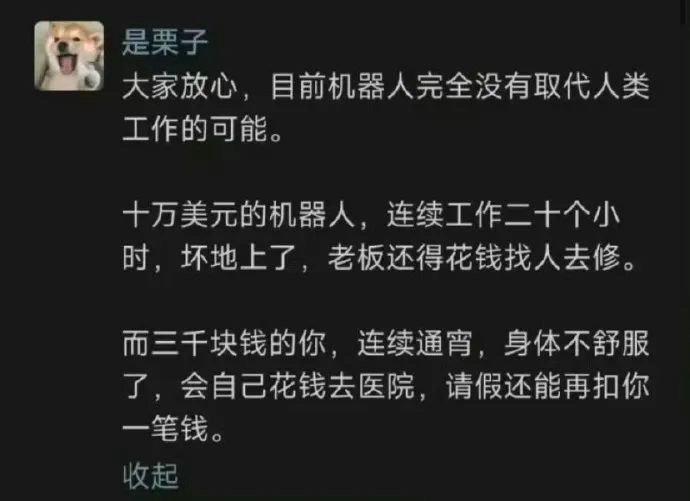 是栗子
大家放心，目前机器人完全没有取代人类
工作的可能。
十万美元的机器人，连续工作二十个小
时，坏地上了，老板还得花钱找人去修。
而三千块钱的你，连续通宵，身体不舒服
了，会自己花钱去医院，请假还能再扣你
一笔钱。
收起